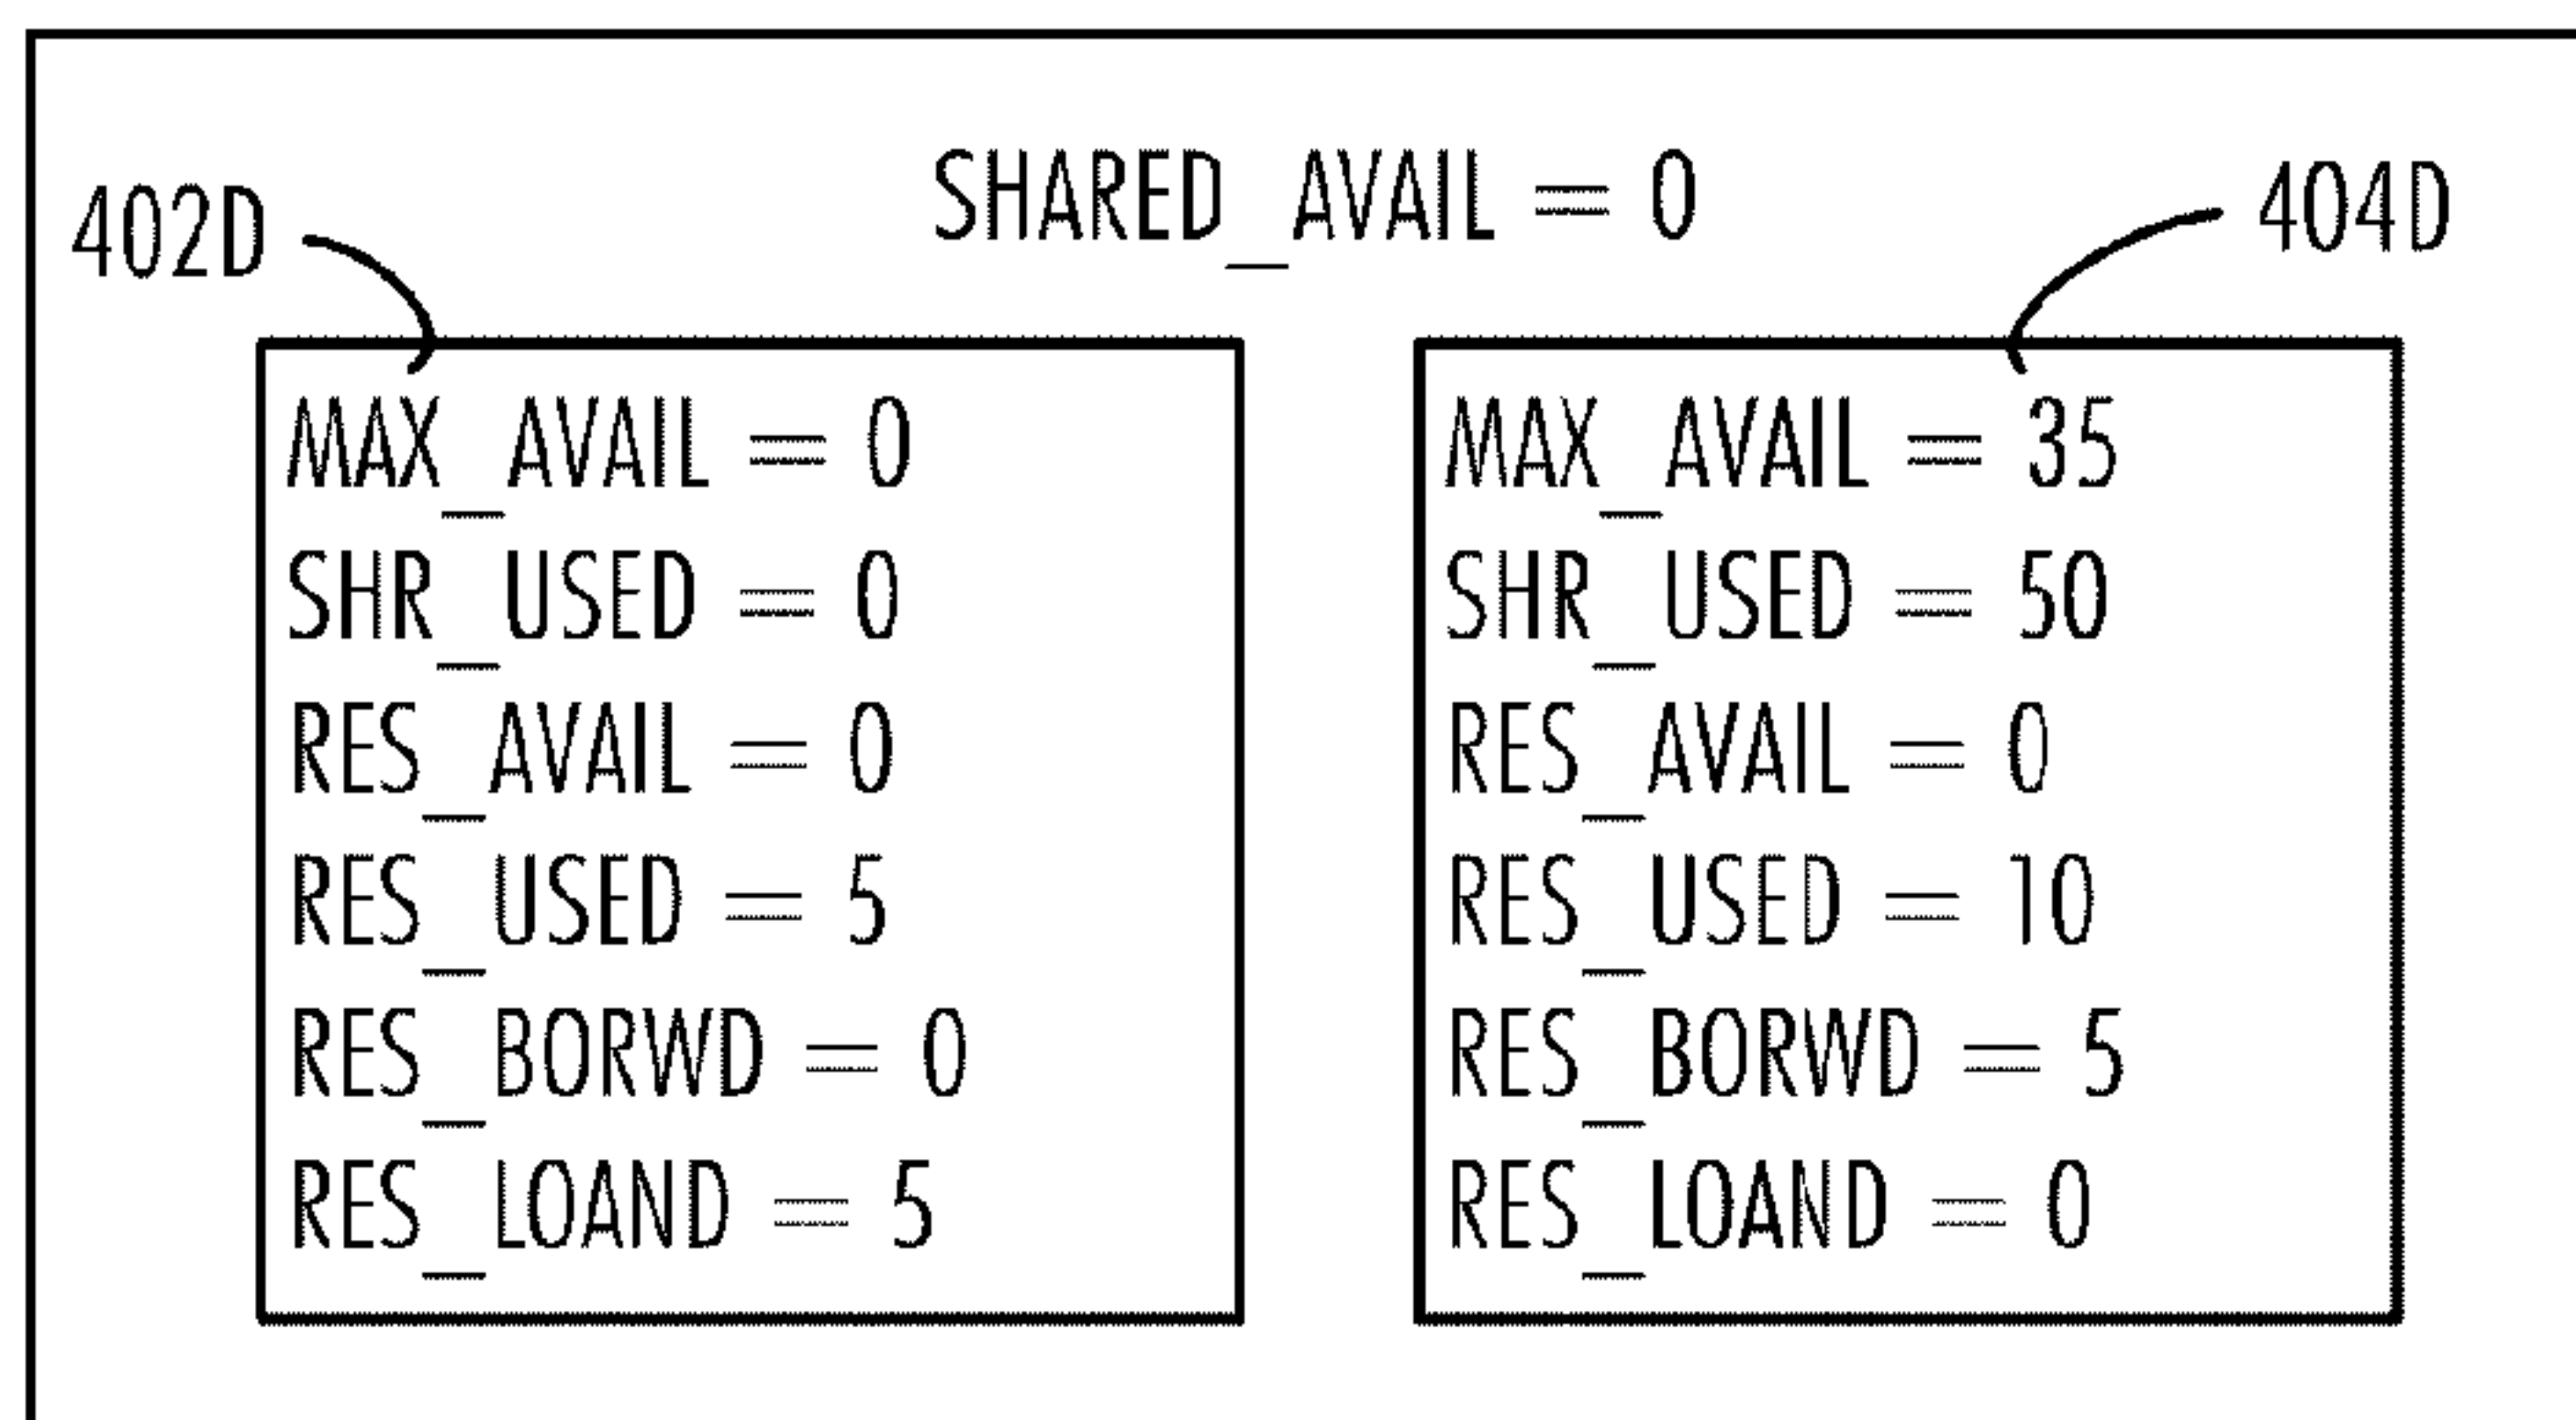 SHARED_AVAIL = 0
402D
404D
MAX_AVAIL = 0
SHR_USED = 0
RES_AVAIL = 0
RES_USED = 5
RES_BORWD = 0
RES_LOAND = 5
MAX_AVAIL = 35
SHR_USED = 50
RES_AVAIL = 0
RES_USED = 10
RES_BORWD = 5
RES_LOAND = 0